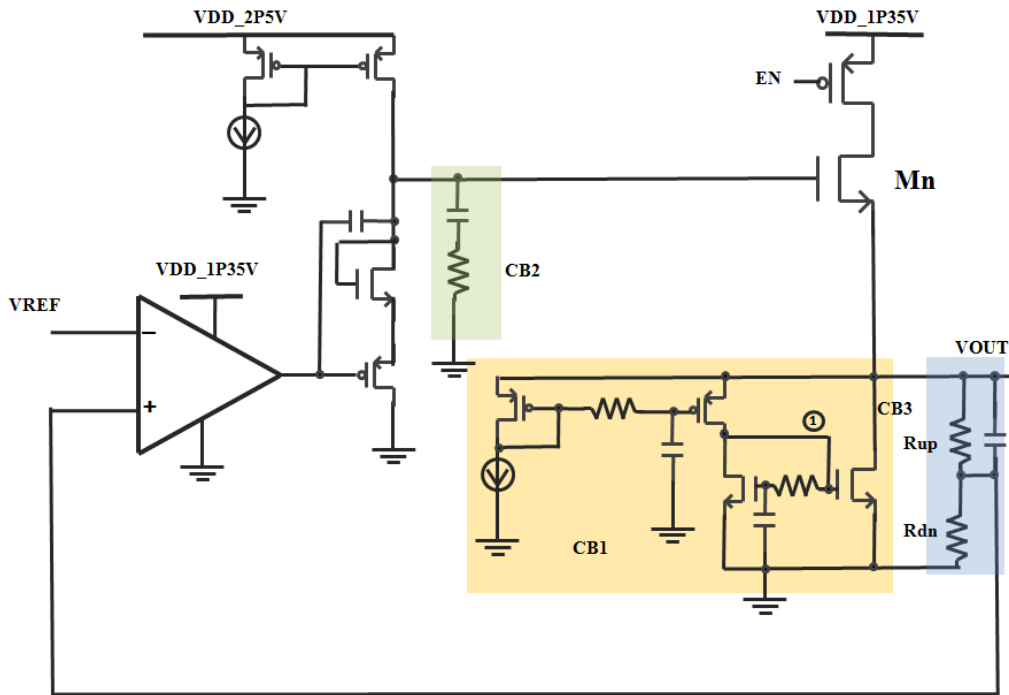 VDD_2P5V
VDD_1P35V
EN
Mn
VDD_1P35V
CB2
VREF
VOUT
CB3
1
Rup
Rdn
CB1